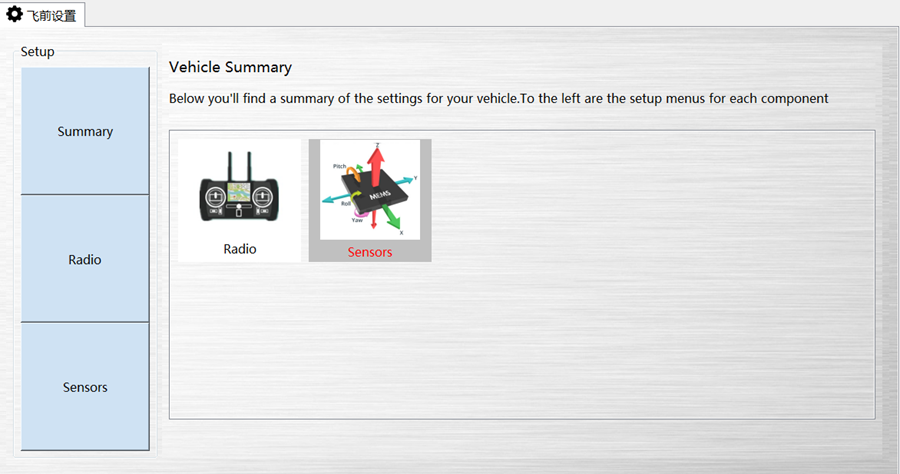 飞前设置
Setup
Summary
Radio
Sensors
Vehicle Summary
Below you'll find a summary of the settings for your vehicle.To the left are the setup menus for each component
Z
Pitch
Y
MEMS
Roll
Yaw
X
Radio
Sensors